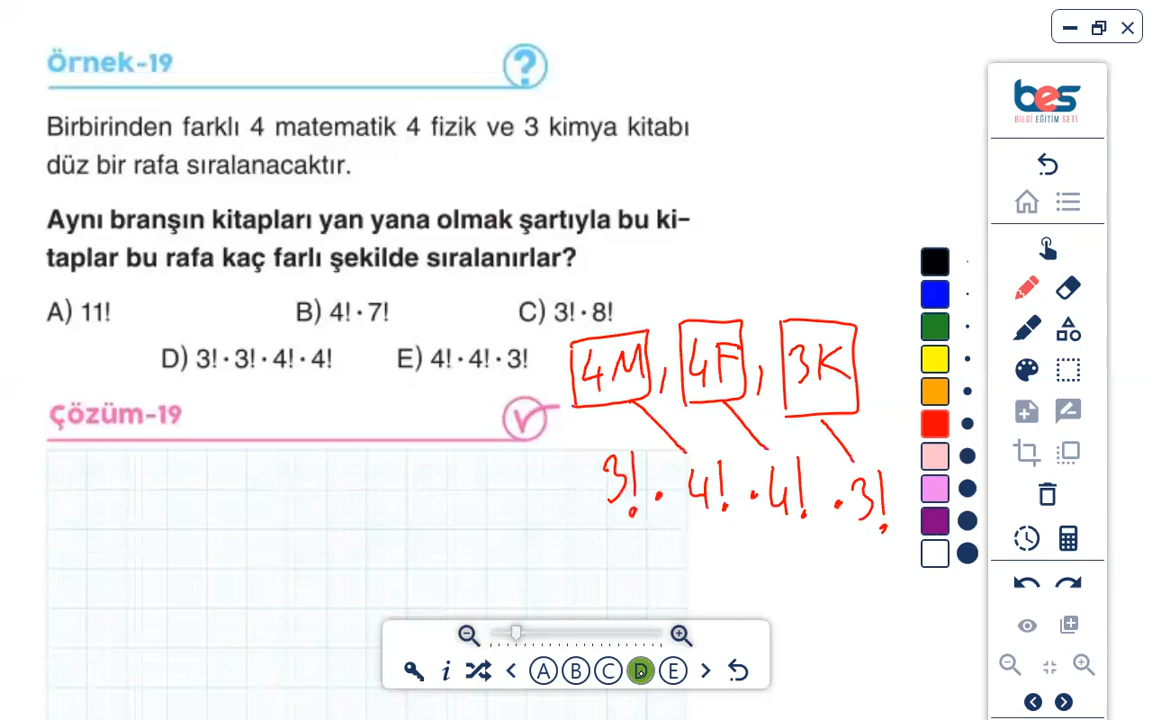 Örnek-19
?
Birbirinden farklı 4 matematik 4 fizik ve 3 kimya kitabı
düz bir rafa sıralanacaktır.
Aynı branşın kitapları yan yana olmak şartıyla bu ki-
taplar bu rafa kaç farlı şekilde sıralanırlar?
A) 11! B) 4! · 7! C) 3! · 8!
D) 3! · 3! · 4! · 4! E) 4! · 4! · 3!
4M, 4F, 3K
Çözüm-19
3! · 4! · 4! · 3!
bes
BİLGİ EĞİTİM SETİ
i < A B C D E >